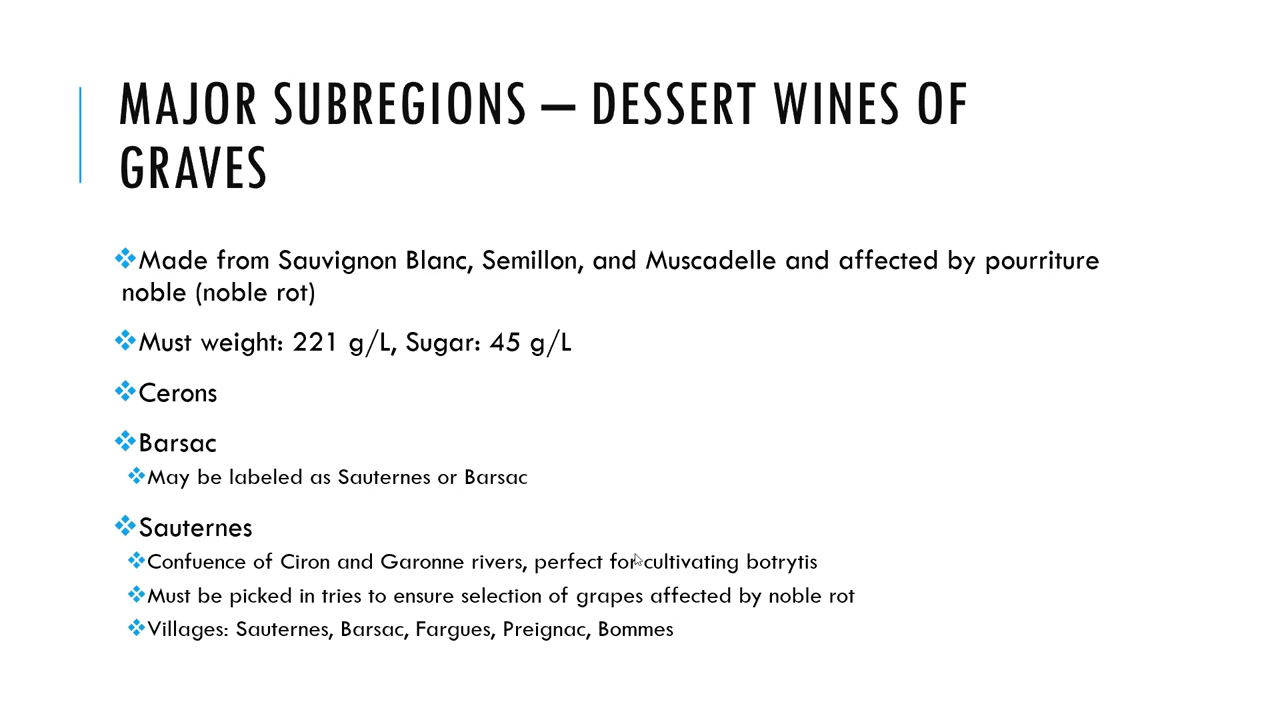 MAJOR SUBREGIONS – DESSERT WINES OF
GRAVES
❖Made from Sauvignon Blanc, Semillon, and Muscadelle and affected by pourriture
noble (noble rot)
❖Must weight: 221 g/L, Sugar: 45 g/L
❖Cerons
❖Barsac
❖May be labeled as Sauternes or Barsac
❖Sauternes
❖Confuence of Ciron and Garonne rivers, perfect for cultivating botrytis
❖Must be picked in tries to ensure selection of grapes affected by noble rot
❖Villages: Sauternes, Barsac, Fargues, Preignac, Bommes